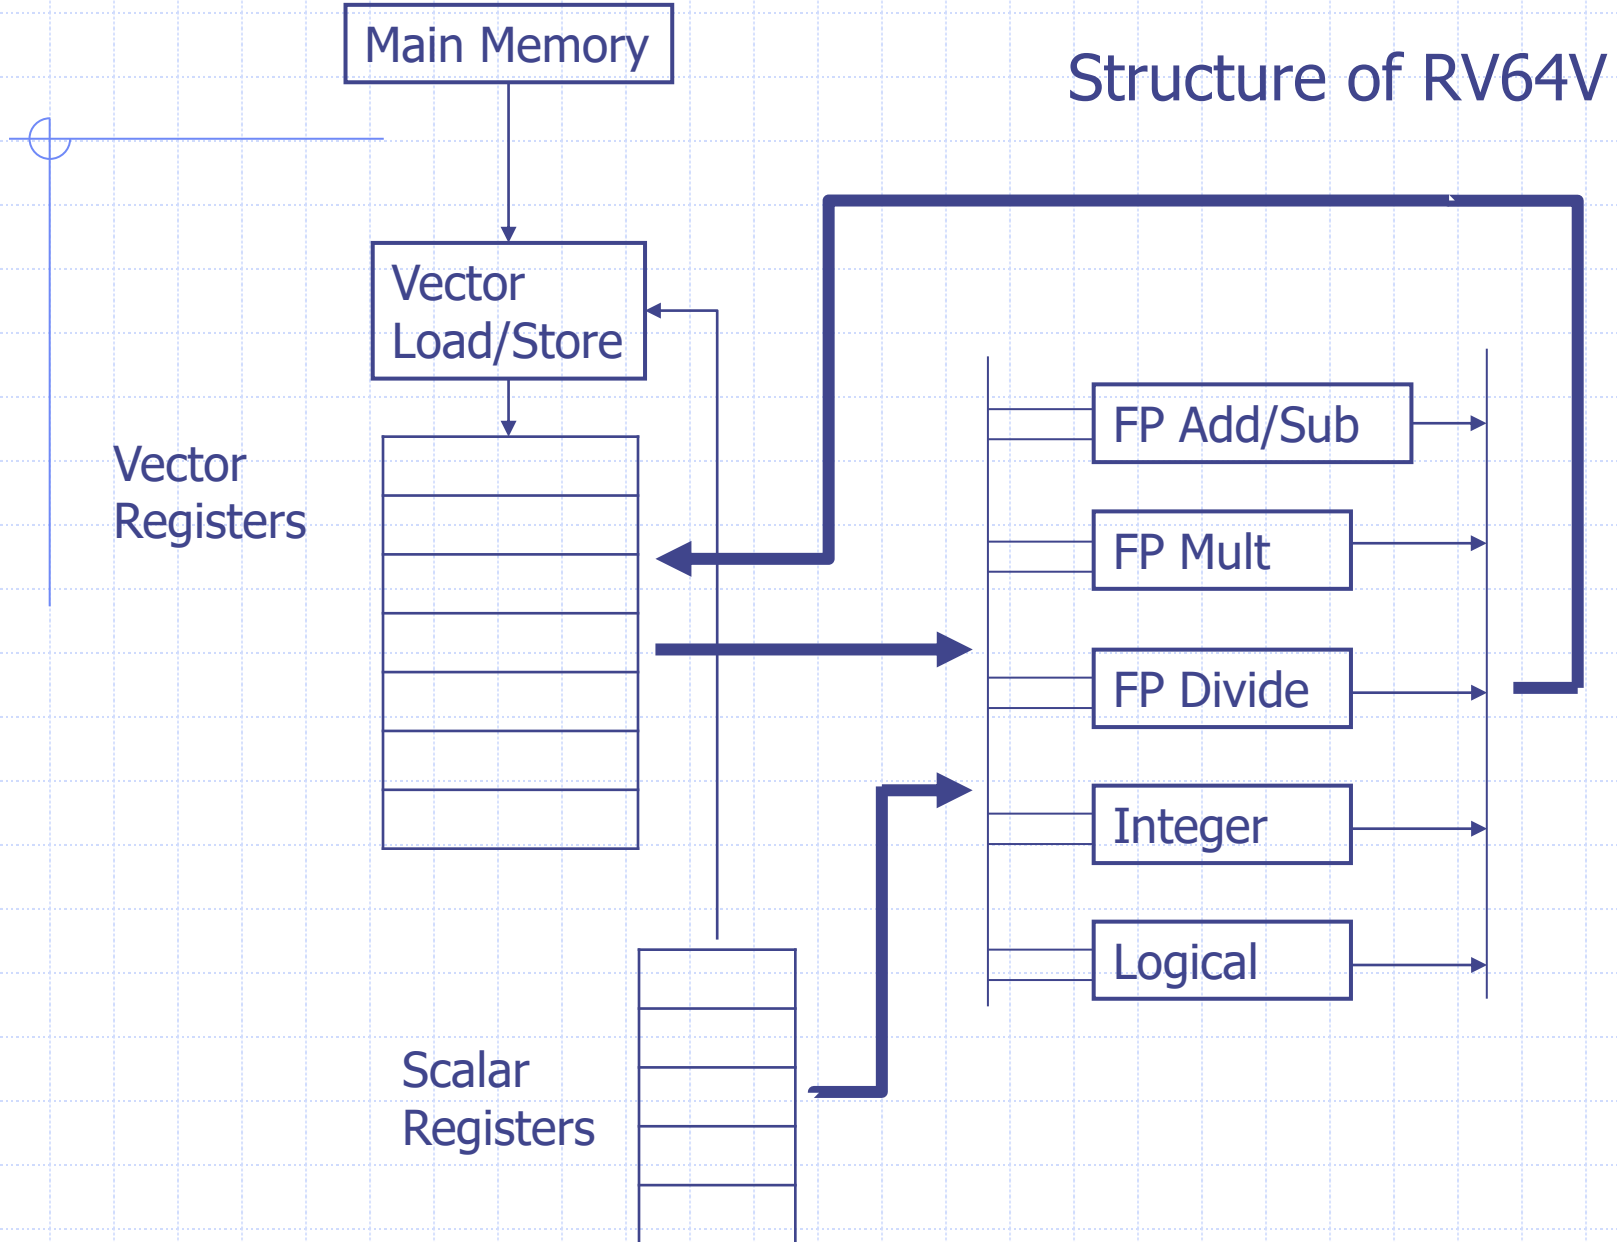 Main Memory
Structure of RV64V
Vector
Load/Store
Vector
Registers
FP Add/Sub
FP Mult
FP Divide
Integer
Logical
Scalar
Registers